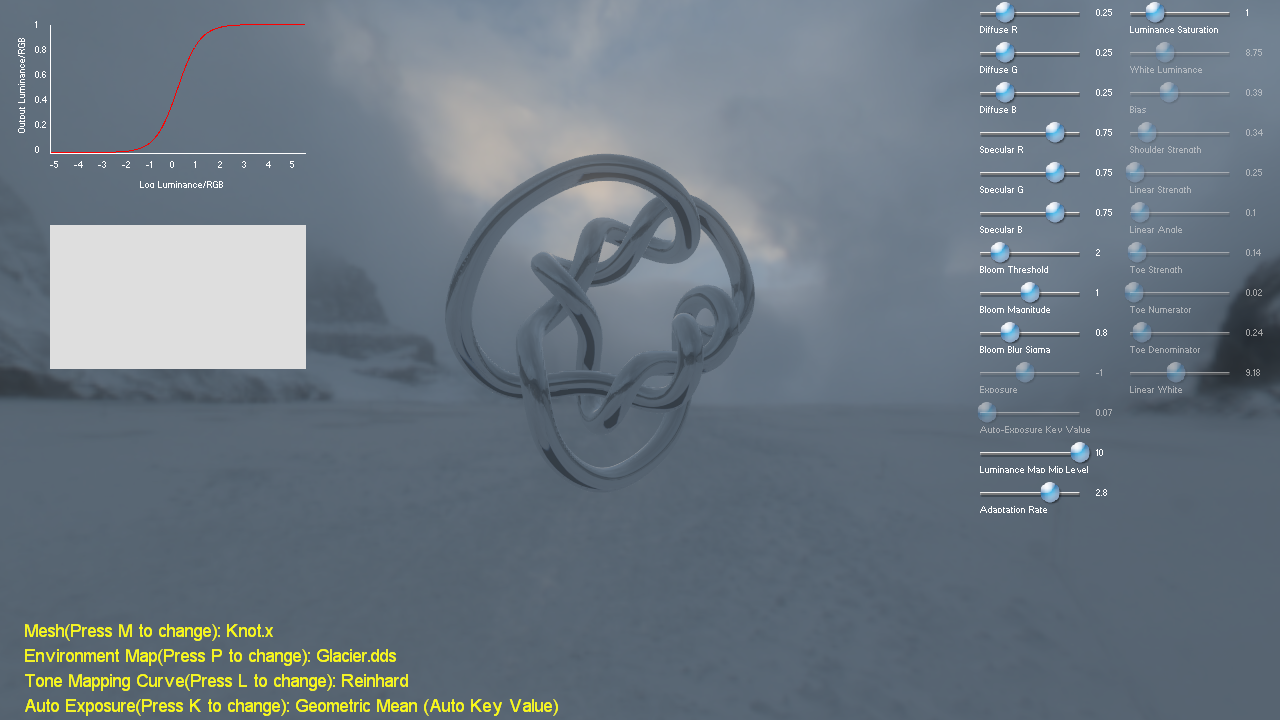 1
0.8
0.6
0.4
0.2
0
Output Luminance/RGB
-5 -4 -3 -2 -1 0 1 2 3 4 5
Log Luminance/RGB
0.25
Diffuse R
0.25
Diffuse G
0.25
Diffuse B
0.75
Specular R
0.75
Specular G
0.75
Specular B
2
Bloom Threshold
1
Bloom Magnitude
0.8
Bloom Blur Sigma
-1
Exposure
0.07
Auto-Exposure Key Value
10
Luminance Map Mip Level
2.8
Adaptation Rate
1
Luminance Saturation
8.75
White Luminance
0.39
Bias
0.34
Shoulder Strength
0.25
Linear Strength
0.1
Linear Angle
0.14
Toe Strength
0.02
Toe Numerator
0.24
Toe Denominator
9.18
Linear White
Mesh(Press M to change): Knot.x
Environment Map(Press P to change): Glacier.dds
Tone Mapping Curve(Press L to change): Reinhard
Auto Exposure(Press K to change): Geometric Mean (Auto Key Value)